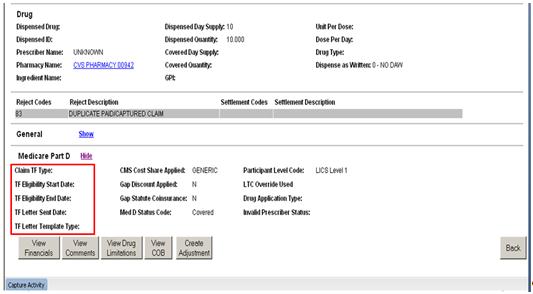 Drug
Dispensed Drug: Dispensed Day Supply: 10 Unit Per Dose:
Dispensed ID: Dispensed Quantity: 10.000 Dose Per Day:
Prescriber Name: UNKNOWN Covered Day Supply: Drug Type:
Pharmacy Name: CVS PHARMACY 00942 Covered Quantity: Dispense as Written: 0 - NO DAW
Ingredient Name: GPI:
Reject Codes Reject Description Settlement Codes Settlement Description
83 DUPLICATE PAID/CAPTURED CLAIM
General Show
Medicare Part D Hide
Claim TF Type: CMS Cost Share Applied: GENERIC Participant Level Code: LICS Level 1
TF Eligibility Start Date: Gap Discount Applied: N LTC Override Used
TF Eligibility End Date: Gap Statute Coinsurance: N Drug Application Type:
TF Letter Sent Date: Med D Status Code: Covered Invalid Prescriber Status:
TF Letter Template Type:
View Financials View Comments View Drug Limitations View COB Create Adjustment Back
Capture Activity